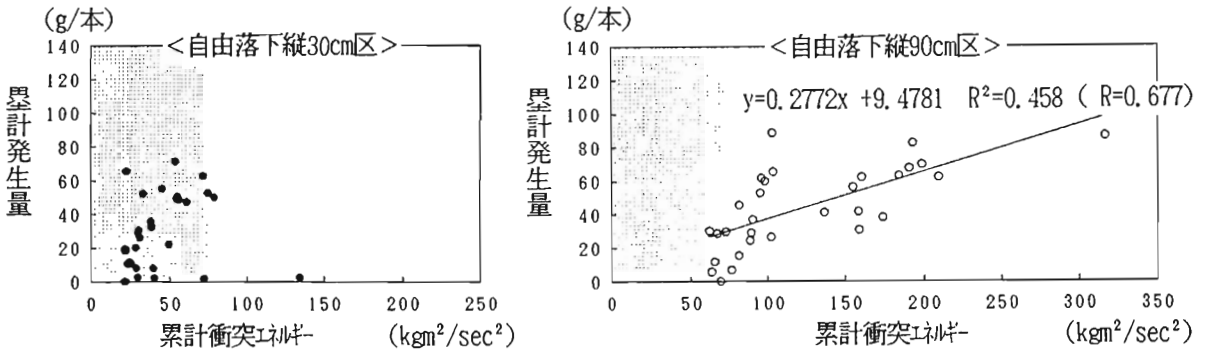 (g/本)
＜自由落下縦30cm区＞
塁計発生量
140
120
100
80
60
40
20
0
0 50 100 150 200 250
累計衝突エネルギー (kgm²/sec²)
(g/本)
＜自由落下縦90cm区＞
塁計発生量
140
120
100
80
60
40
20
0
y=0.2772x +9.4781 R²=0.458 ( R=0.677)
0 50 100 150 200 250 300 350
累計衝突エネルギー (kgm²/sec²)